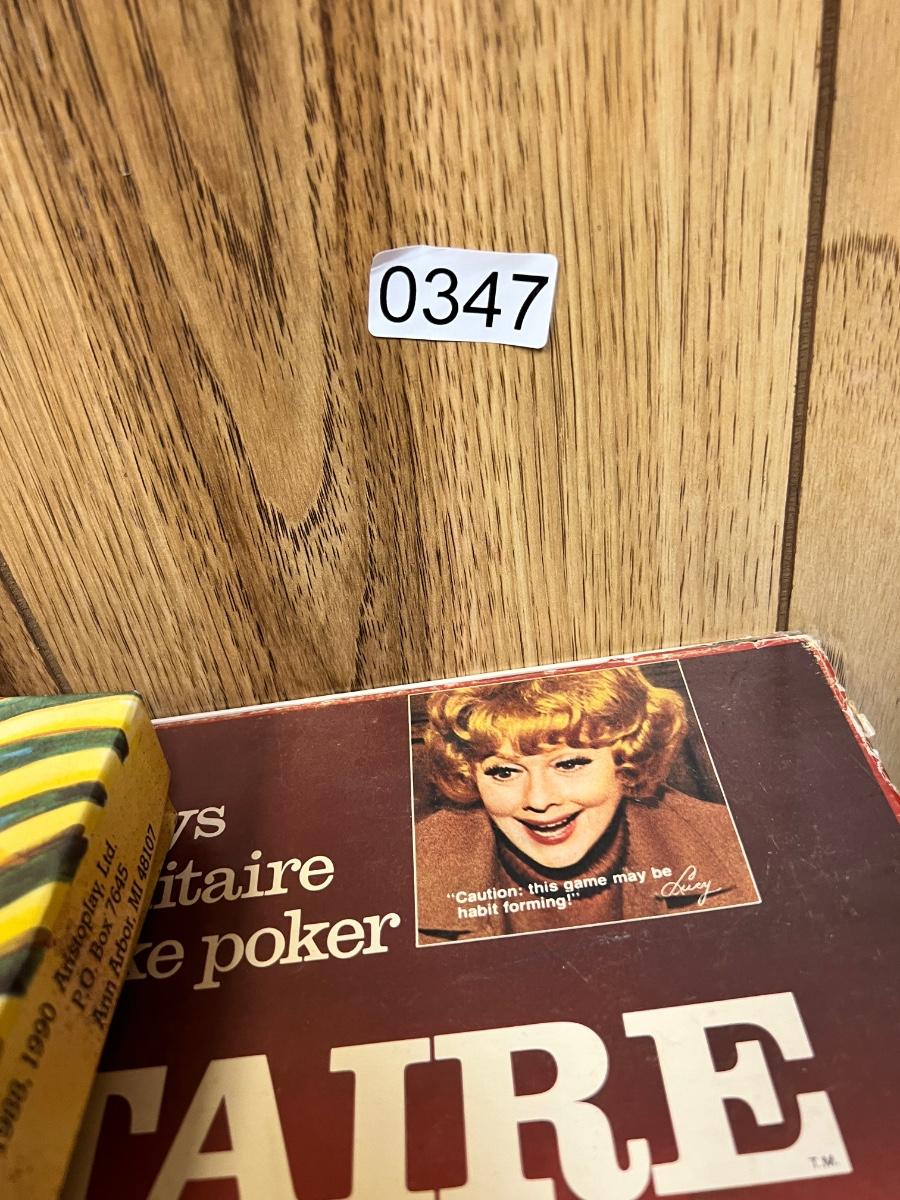 0347
ys
itaire
ke poker
"Caution: this game may be
habit forming!"
Lucy
TAIRE
T.M.
1988, 1990 Aristoplay, Ltd.
P.O. Box 7645
Ann Arbor, MI 48107